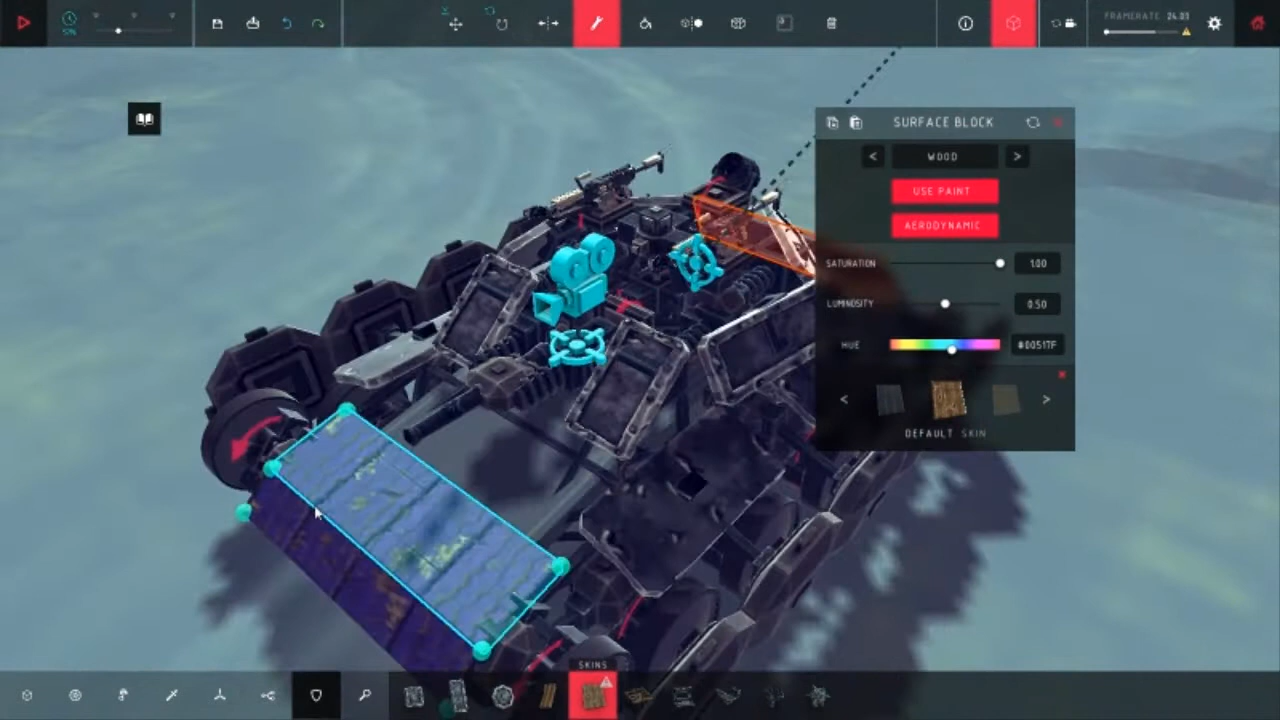 FRAMERATE 24.03
SURFACE BLOCK
< WOOD >
USE PAINT
AERODYNAMIC
SATURATION 1.00
LUMINOSITY 0.50
HUE #00517F
DEFAULT SKIN
SKINS